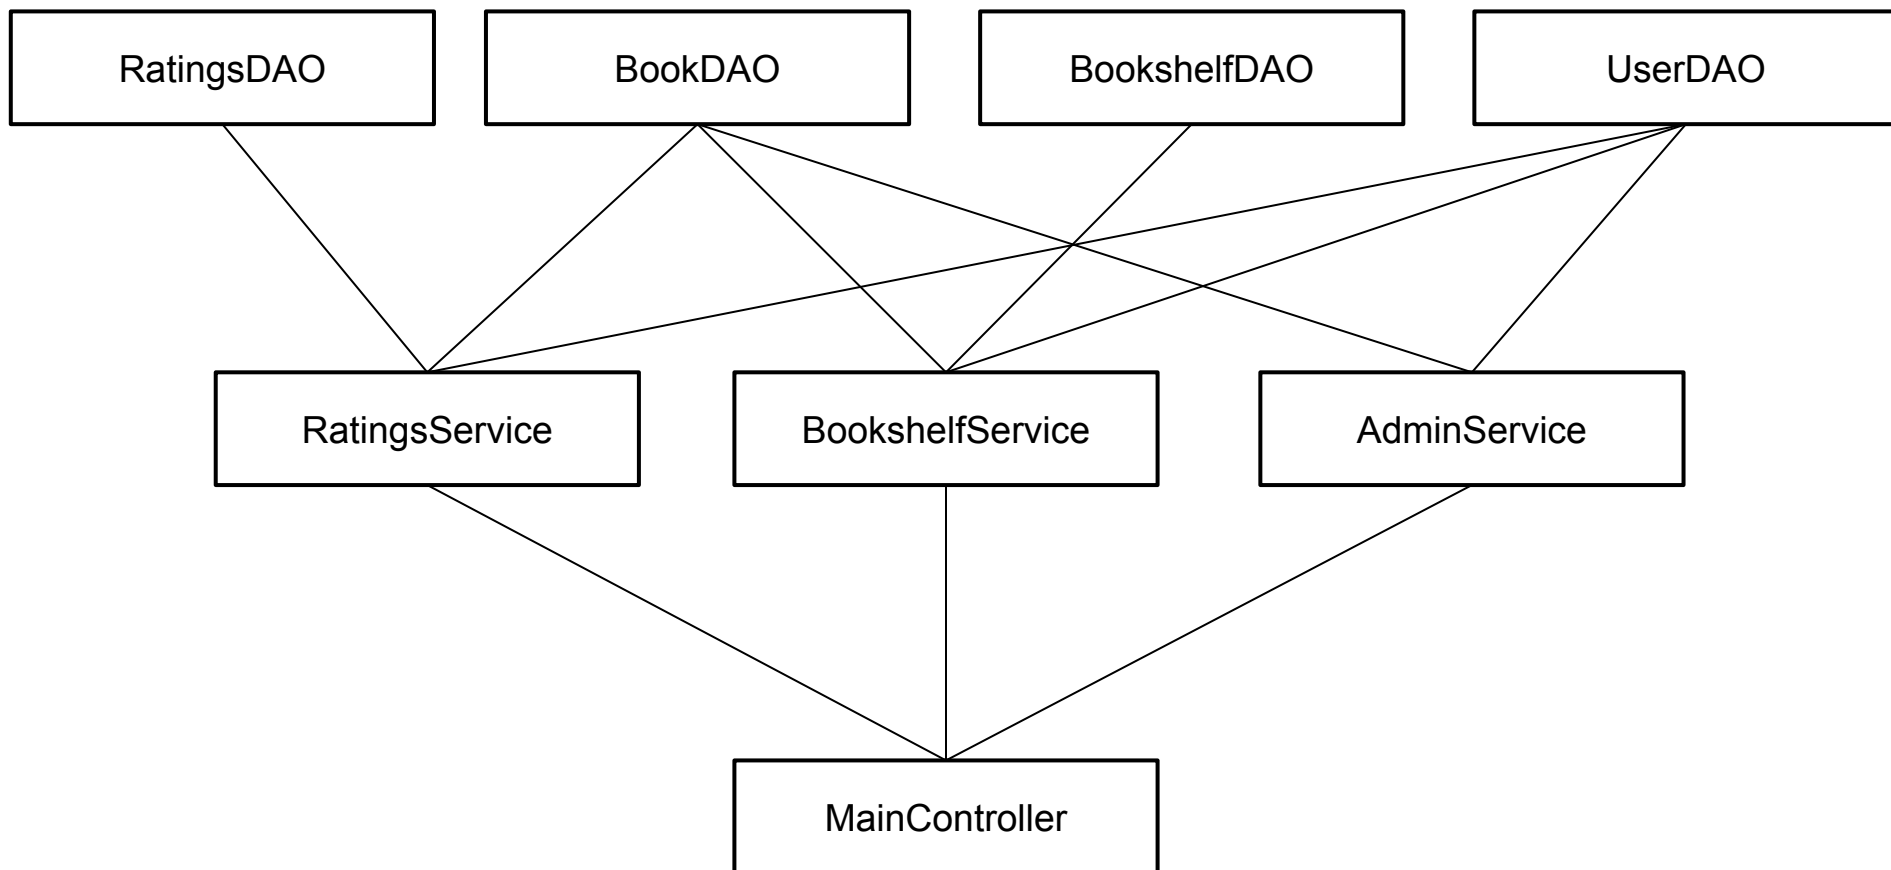 RatingsDAO
BookDAO
BookshelfDAO
UserDAO
RatingsService
BookshelfService
AdminService
MainController